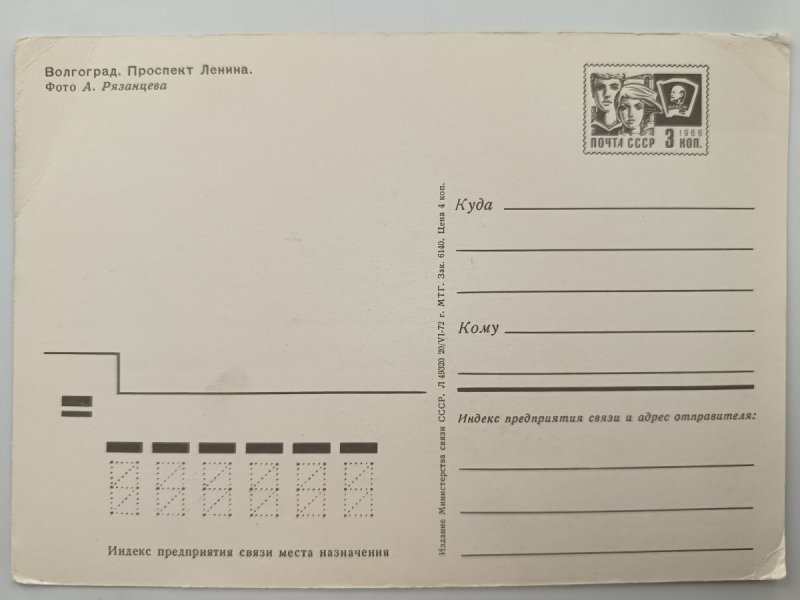 Волгоград. Проспект Ленина.
Фото А. Рязанцева
1966
ПОЧТА СССР 3 КОП.
Издание Министерства связи СССР. Л 49320 20/VI-72 г. МТГ. Зак. 6140. Цена 4 коп.
Куда
Кому
Индекс предприятия связи и адрес отправителя:
Индекс предприятия связи места назначения